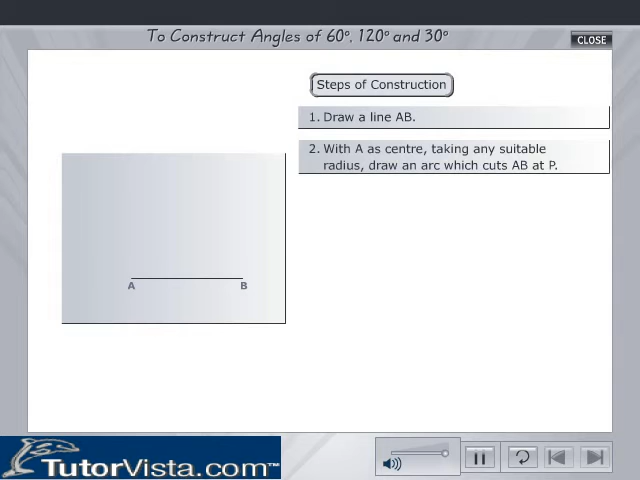 To Construct Angles of 60°, 120° and 30°
CLOSE
Steps of Construction
1. Draw a line AB.
2. With A as centre, taking any suitable
radius, draw an arc which cuts AB at P.
A B
TutorVista.com™